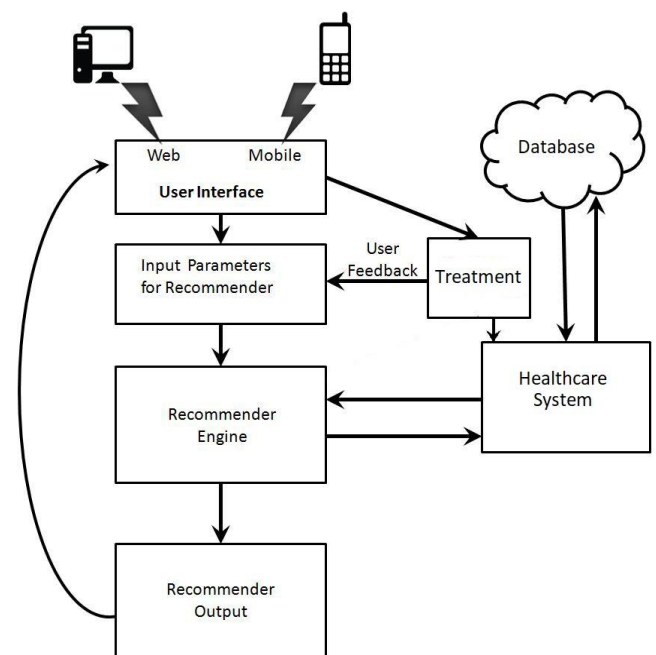 Web Mobile
User Interface
Database
Input Parameters
for Recommender
User
Feedback
Treatment
Healthcare
System
Recommender
Engine
Recommender
Output